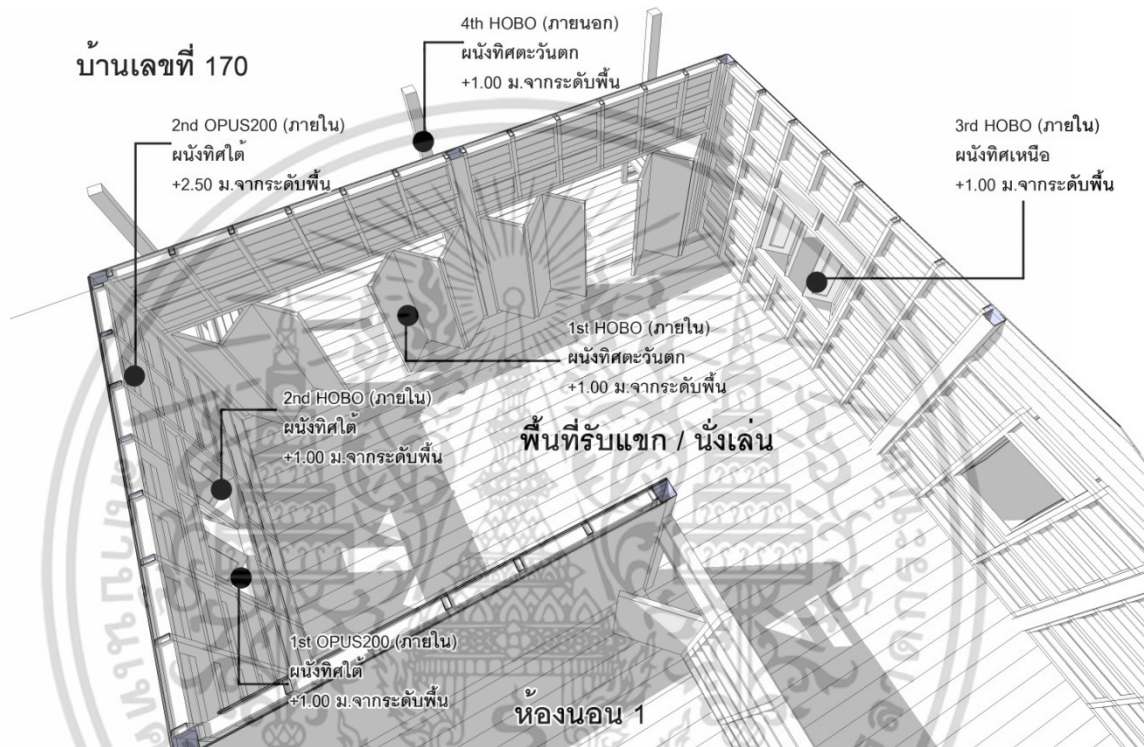 บ้านเลขที่ 170
4th HOBO (ภายนอก)
ผนังทิศตะวันตก
+1.00 ม.จากระดับพื้น
2nd OPUS200 (ภายใน)
ผนังทิศใต้
+2.50 ม.จากระดับพื้น
3rd HOBO (ภายใน)
ผนังทิศเหนือ
+1.00 ม.จากระดับพื้น
1st HOBO (ภายใน)
ผนังทิศตะวันตก
+1.00 ม.จากระดับพื้น
2nd HOBO (ภายใน)
ผนังทิศใต้
+1.00 ม.จากระดับพื้น
พื้นที่รับแขก / นั่งเล่น
1st OPUS200 (ภายใน)
ผนังทิศใต้
+1.00 ม.จากระดับพื้น
ห้องนอน 1